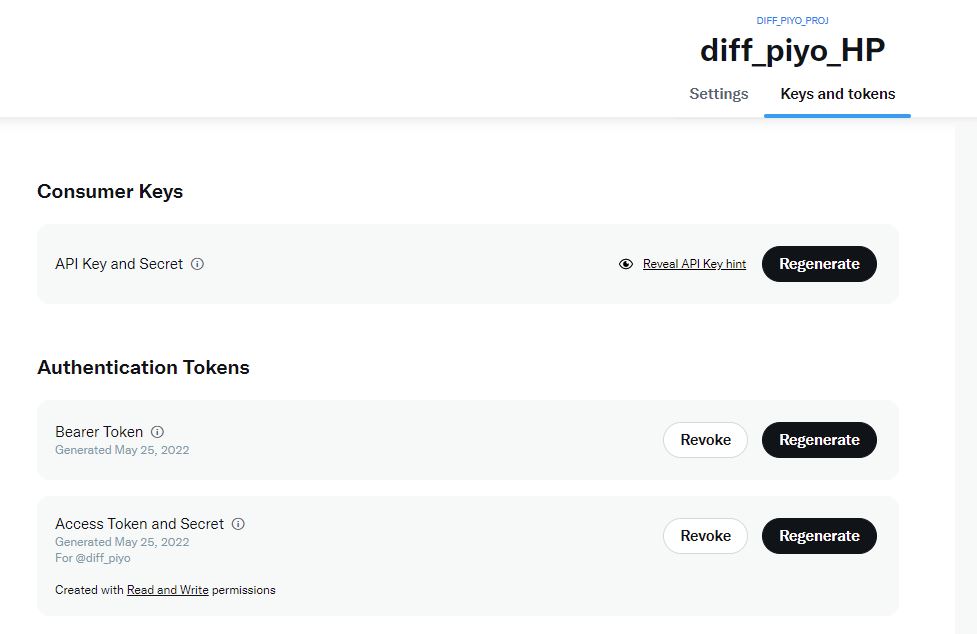 DIFF_PIYO_PROJ
diff_piyo_HP
Settings Keys and tokens
Consumer Keys
API Key and Secret Reveal API Key hint Regenerate
Authentication Tokens
Bearer Token Revoke Regenerate
Generated May 25, 2022
Access Token and Secret Revoke Regenerate
Generated May 25, 2022
For @diff_piyo
Created with Read and Write permissions